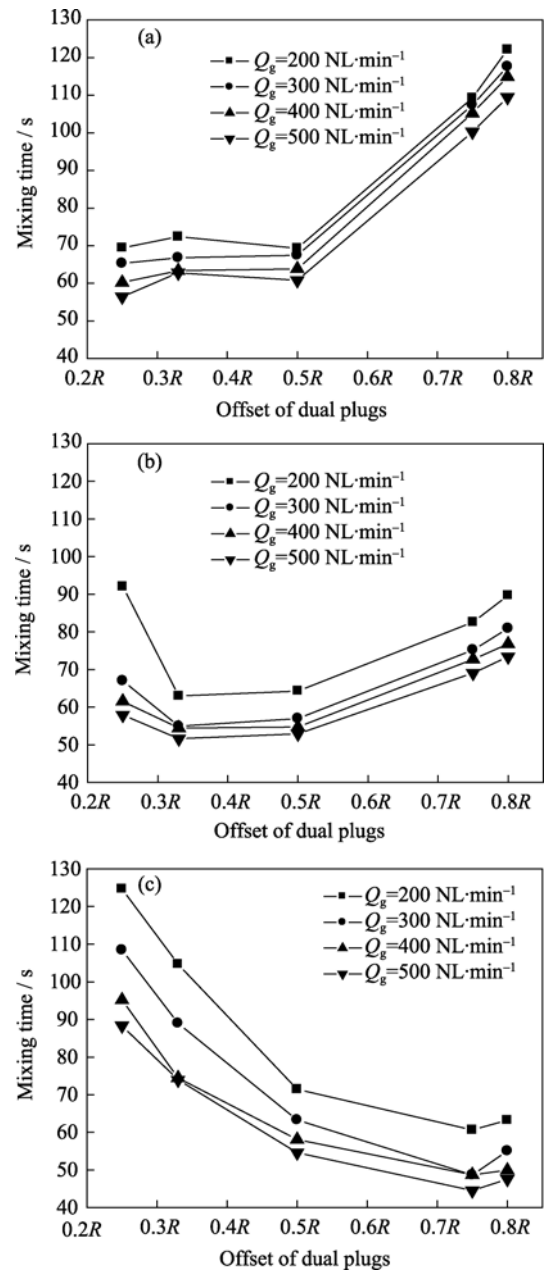 (a)
Q_g=200 NL·min⁻¹
Q_g=300 NL·min⁻¹
Q_g=400 NL·min⁻¹
Q_g=500 NL·min⁻¹
Mixing time / s
130
120
110
100
90
80
70
60
50
40
0.2R 0.3R 0.4R 0.5R 0.6R 0.7R 0.8R
Offset of dual plugs
(b)
Q_g=200 NL·min⁻¹
Q_g=300 NL·min⁻¹
Q_g=400 NL·min⁻¹
Q_g=500 NL·min⁻¹
Mixing time / s
130
120
110
100
90
80
70
60
50
40
0.2R 0.3R 0.4R 0.5R 0.6R 0.7R 0.8R
Offset of dual plugs
(c)
Q_g=200 NL·min⁻¹
Q_g=300 NL·min⁻¹
Q_g=400 NL·min⁻¹
Q_g=500 NL·min⁻¹
Mixing time / s
130
120
110
100
90
80
70
60
50
40
0.2R 0.3R 0.4R 0.5R 0.6R 0.7R 0.8R
Offset of dual plugs